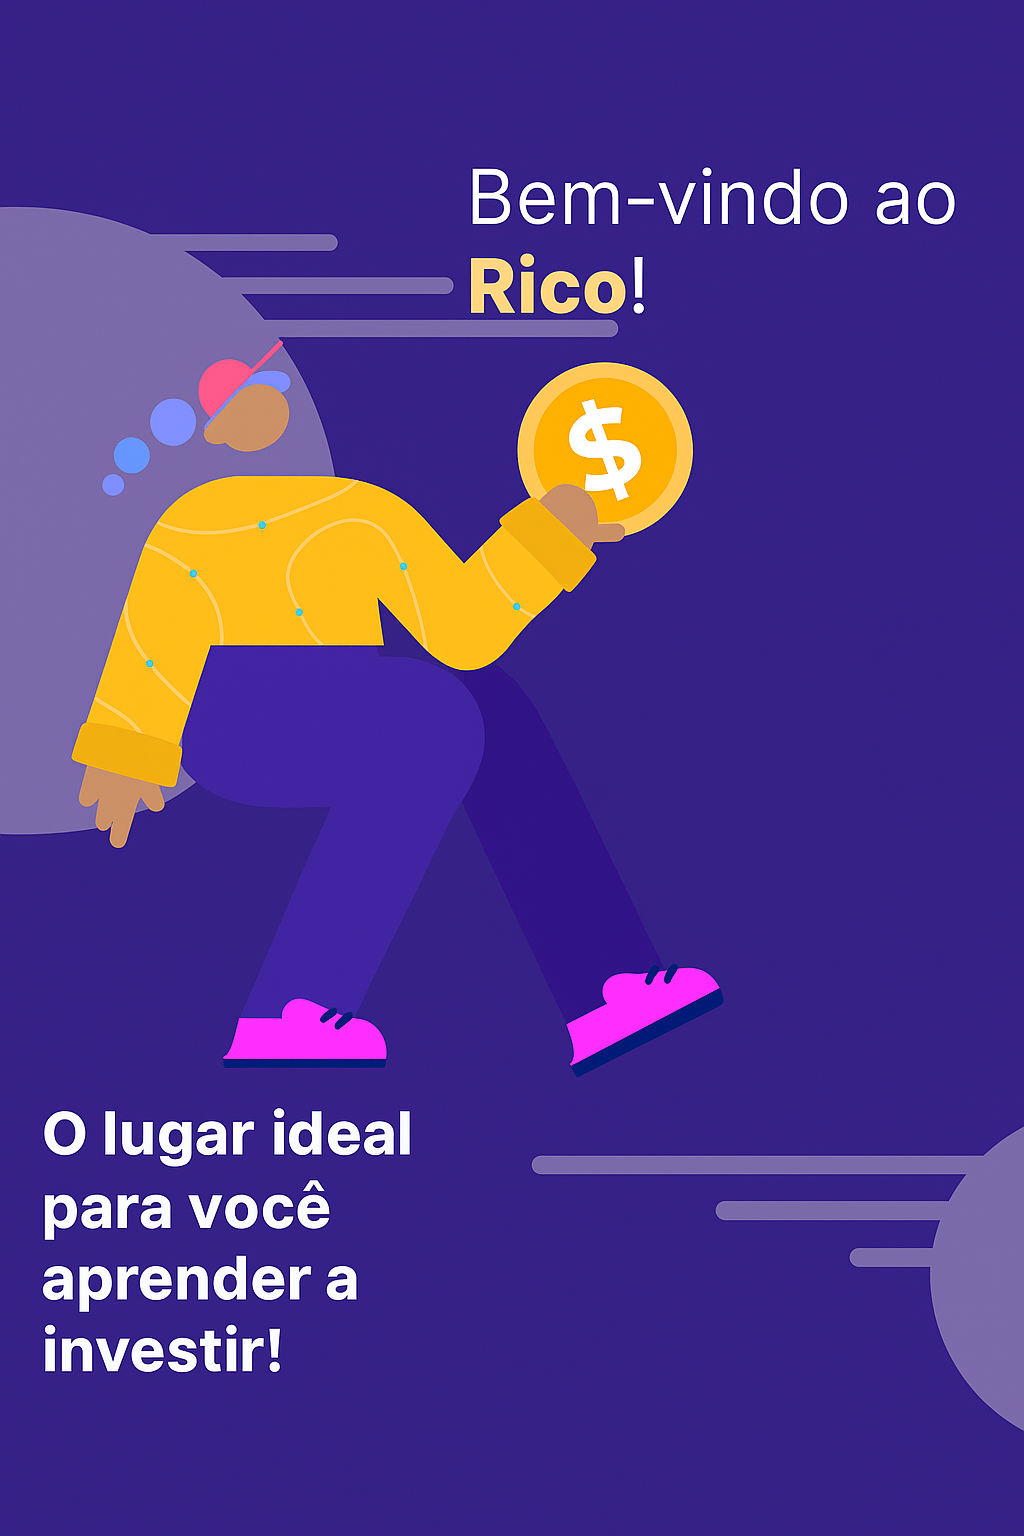 Bem-vindo ao
Rico!
$
O lugar ideal
para você
aprender a
investir!